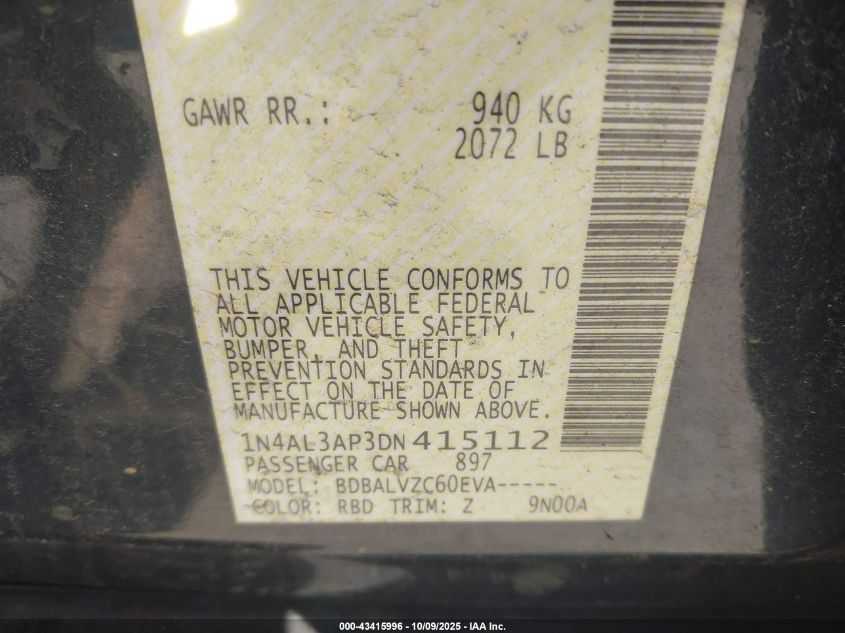 GAWR RR.: 940 KG
2072 LB
THIS VEHICLE CONFORMS TO
ALL APPLICABLE FEDERAL
MOTOR VEHICLE SAFETY,
BUMPER, AND THEFT
PREVENTION STANDARDS IN
EFFECT ON THE DATE OF
MANUFACTURE SHOWN ABOVE.
1N4AL3AP3DN415112
PASSENGER CAR 897
MODEL: BDBALVZC60EVA-----
COLOR: RBD TRIM: Z 9N00A
000-43415996 - 10/09/2025 - IAA Inc.